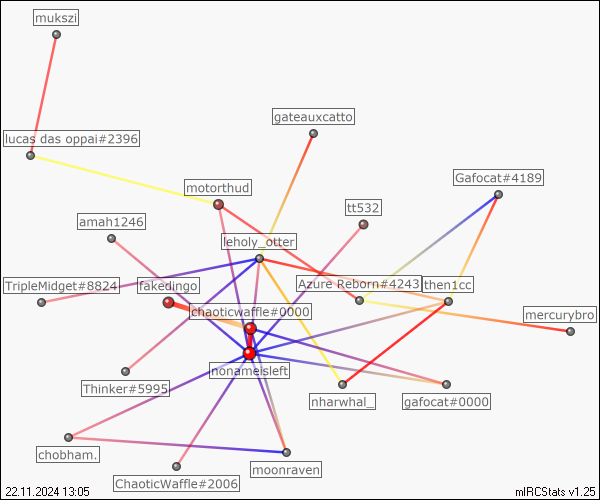 mukszi
gateauxcatto
lucas das oppai#2396
Gafocat#4189
motorthud
tt532
amah1246
leholy_otter
TripleMidget#8824
fakedingo
Azure Reborn#4243
then1cc
chaoticwaffle#0000
mercurybro
nonameisleft
Thinker#5995
nharwhal_
gafocat#0000
chobham.
moonraven
ChaoticWaffle#2006
22.11.2024 13:05
mIRCStats v1.25